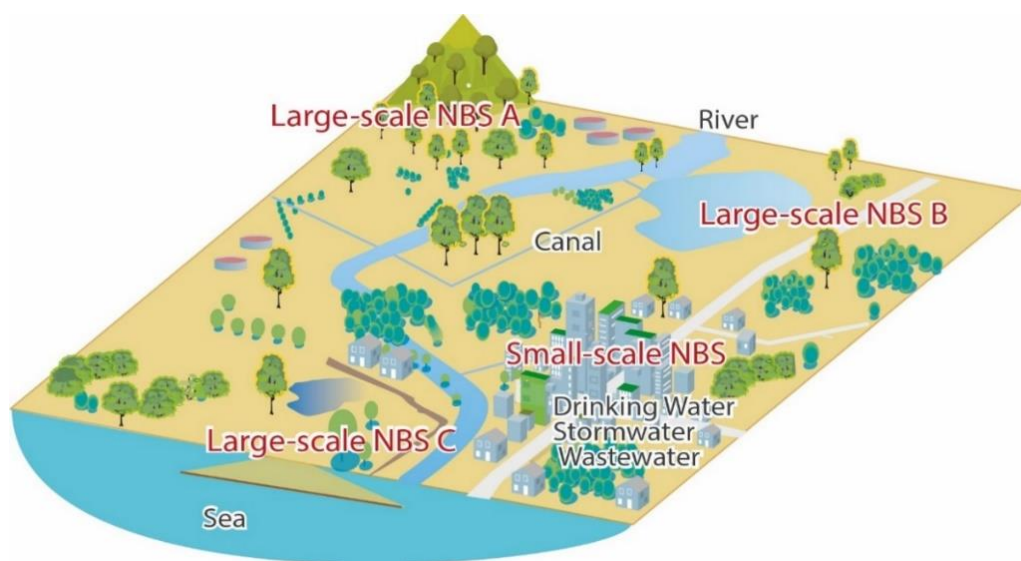 Large-scale NBS A
River
Large-scale NBS B
Canal
Small-scale NBS
Drinking Water
Stormwater
Wastewater
Large-scale NBS C
Sea